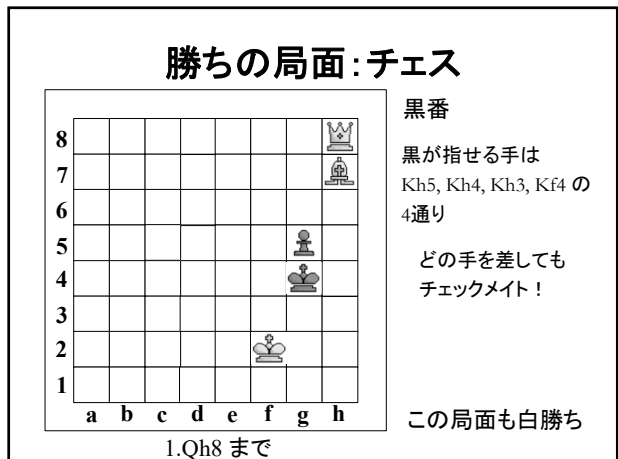 勝ちの局面：チェス
黒番
黒が指せる手は
Kh5, Kh4, Kh3, Kf4 の
4通り
どの手を差しても
チェックメイト！
この局面も白勝ち
8
7
6
5
4
3
2
1
a b c d e f g h
1.Qh8 まで